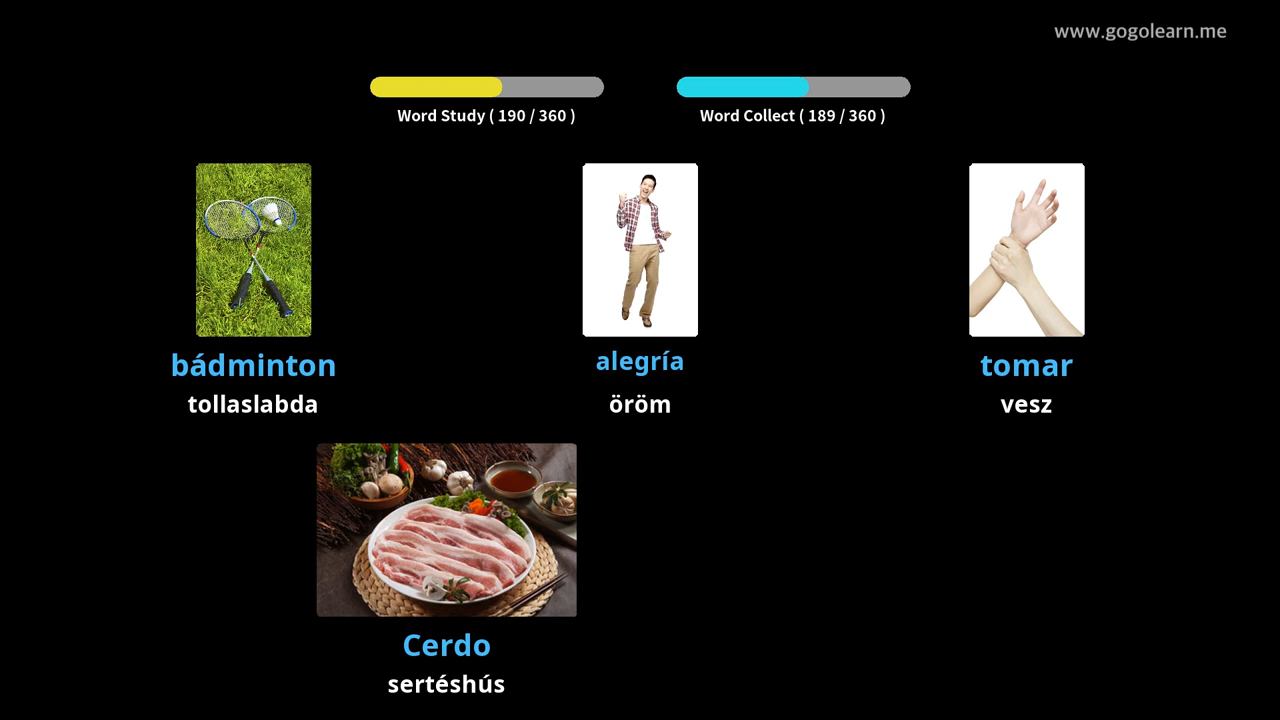 www.gogolearn.me
Word Study ( 190 / 360 )
Word Collect ( 189 / 360 )
bádminton
tollaslabda
alegría
öröm
tomar
vesz
Cerdo
sertéshús